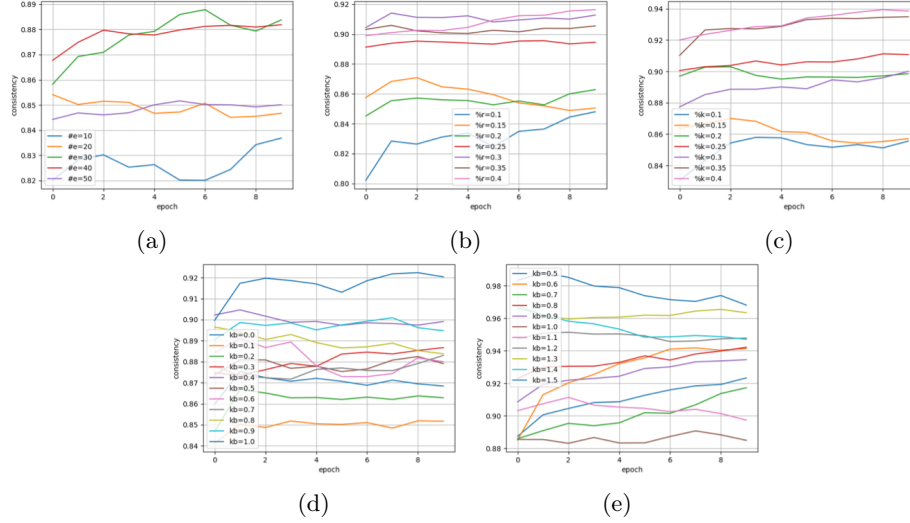 0.88
0.87
0.86
0.85
0.84
0.83
0.82
consistency
#e=10
#e=20
#e=30
#e=40
#e=50
0
2
4
6
8
epoch
(a)
0.92
0.90
0.88
0.86
0.84
0.82
0.80
consistency
%r=0.1
%r=0.15
%r=0.2
%r=0.25
%r=0.3
%r=0.35
%r=0.4
0
2
4
6
8
epoch
(b)
0.94
0.92
0.90
0.88
0.86
0.84
consistency
%k=0.1
%k=0.15
%k=0.2
%k=0.25
%k=0.3
%k=0.35
%k=0.4
0
2
4
6
8
epoch
(c)
0.92
0.91
0.90
0.89
0.88
0.87
0.86
0.85
0.84
consistency
kb=0.0
kb=0.1
kb=0.2
kb=0.3
kb=0.4
kb=0.5
kb=0.6
kb=0.7
kb=0.8
kb=0.9
kb=1.0
0
2
4
6
8
epoch
(d)
0.98
0.96
0.94
0.92
0.90
0.88
consistency
kb=0.5
kb=0.6
kb=0.7
kb=0.8
kb=0.9
kb=1.0
kb=1.1
kb=1.2
kb=1.3
kb=1.4
kb=1.5
0
2
4
6
8
epoch
(e)